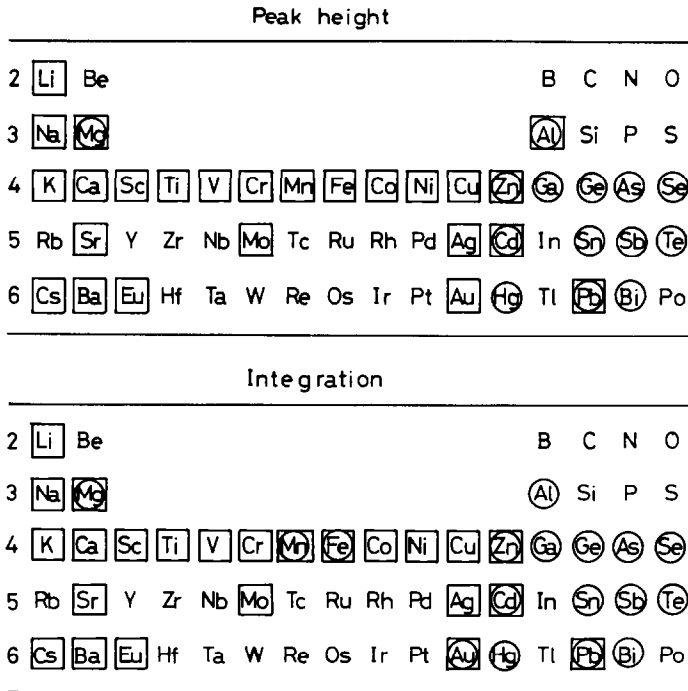 Peak height
2 Li Be B C N O
3 Na Mg Al Si P S
4 K Ca Sc Ti V Cr Mn Fe Co Ni Cu Zn Ga Ge As Se
5 Rb Sr Y Zr Nb Mo Tc Ru Rh Pd Ag Cd In Sn Sb Te
6 Cs Ba Eu Hf Ta W Re Os Ir Pt Au Hg Tl Pb Bi Po
Integration
2 Li Be B C N O
3 Na Mg Al Si P S
4 K Ca Sc Ti V Cr Mn Fe Co Ni Cu Zn Ga Ge As Se
5 Rb Sr Y Zr Nb Mo Tc Ru Rh Pd Ag Cd In Sn Sb Te
6 Cs Ba Eu Hf Ta W Re Os Ir Pt Au Hg Tl Pb Bi Po